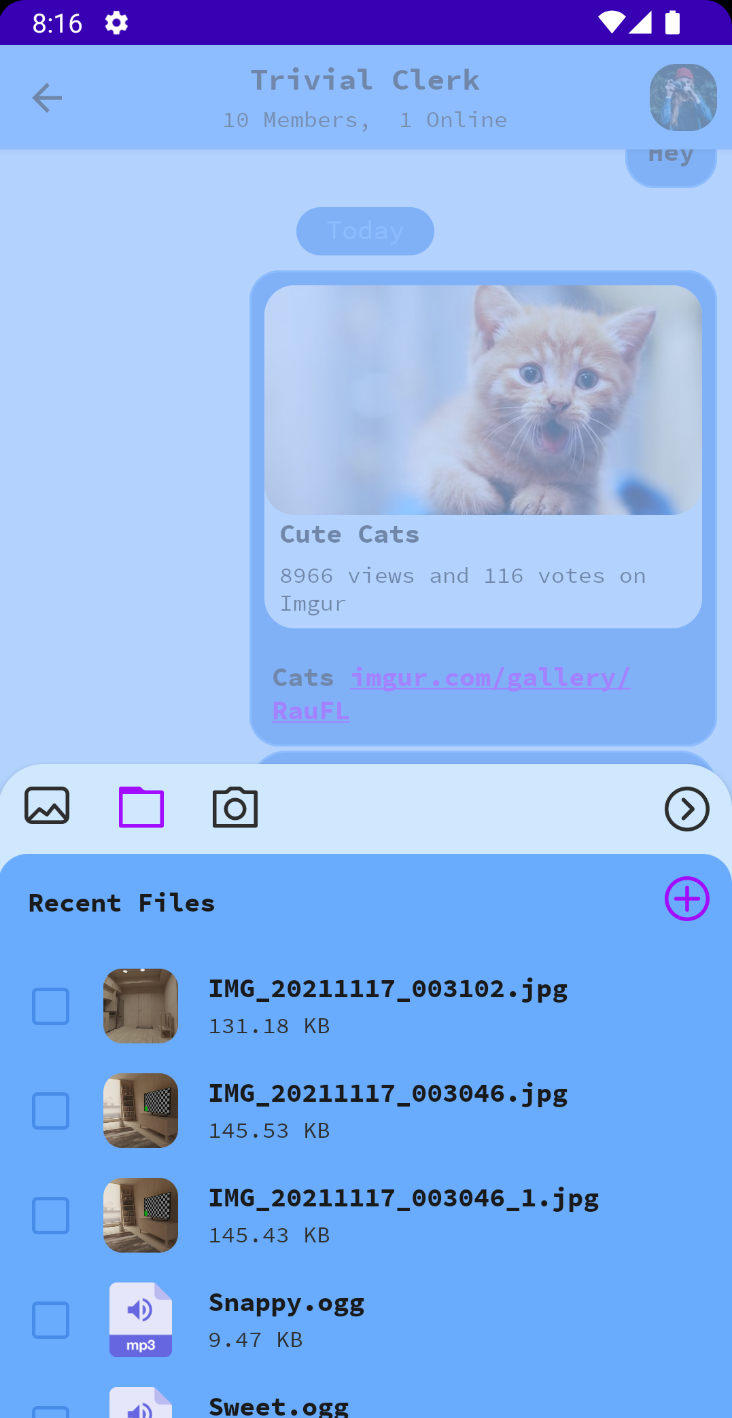 8:16
Trivial Clerk
10 Members, 1 Online
Hey
Today
Cute Cats
8966 views and 116 votes on
Imgur
Cats imgur.com/gallery/
RauFL
Recent Files
IMG_20211117_003102.jpg
131.18 KB
IMG_20211117_003046.jpg
145.53 KB
IMG_20211117_003046_1.jpg
145.43 KB
Snappy.ogg
mp3
9.47 KB
Sweet.ogg